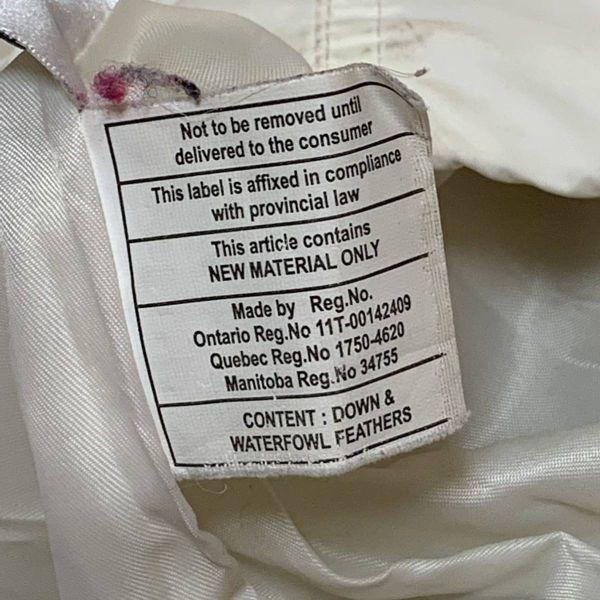 Not to be removed until
delivered to the consumer
This label is affixed in compliance
with provincial law
This article contains
NEW MATERIAL ONLY
Made by Reg.No.
Ontario Reg.No 11T-00142409
Quebec Reg.No 1750-4620
Manitoba Reg.No 34755
CONTENT : DOWN &
WATERFOWL FEATHERS